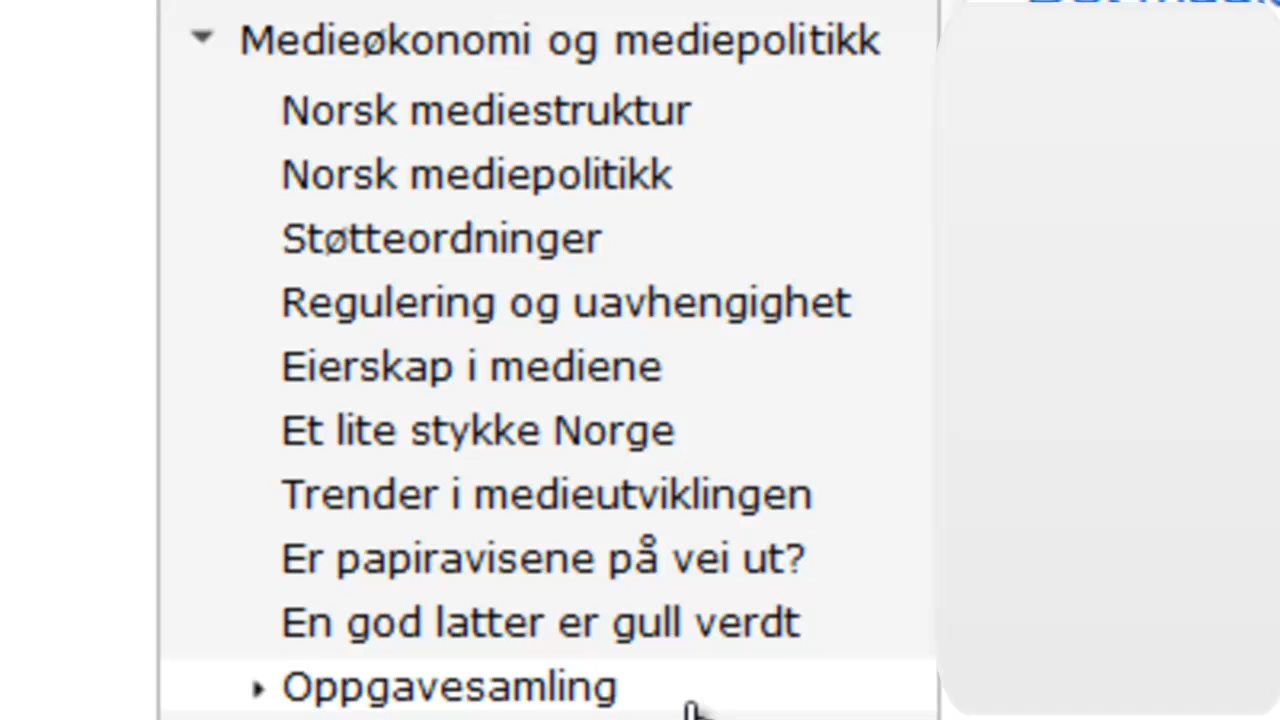 Medieøkonomi og mediepolitikk
Norsk mediestruktur
Norsk mediepolitikk
Støtteordninger
Regulering og uavhengighet
Eierskap i mediene
Et lite stykke Norge
Trender i medieutviklingen
Er papiravisene på vei ut?
En god latter er gull verdt
Oppgavesamling